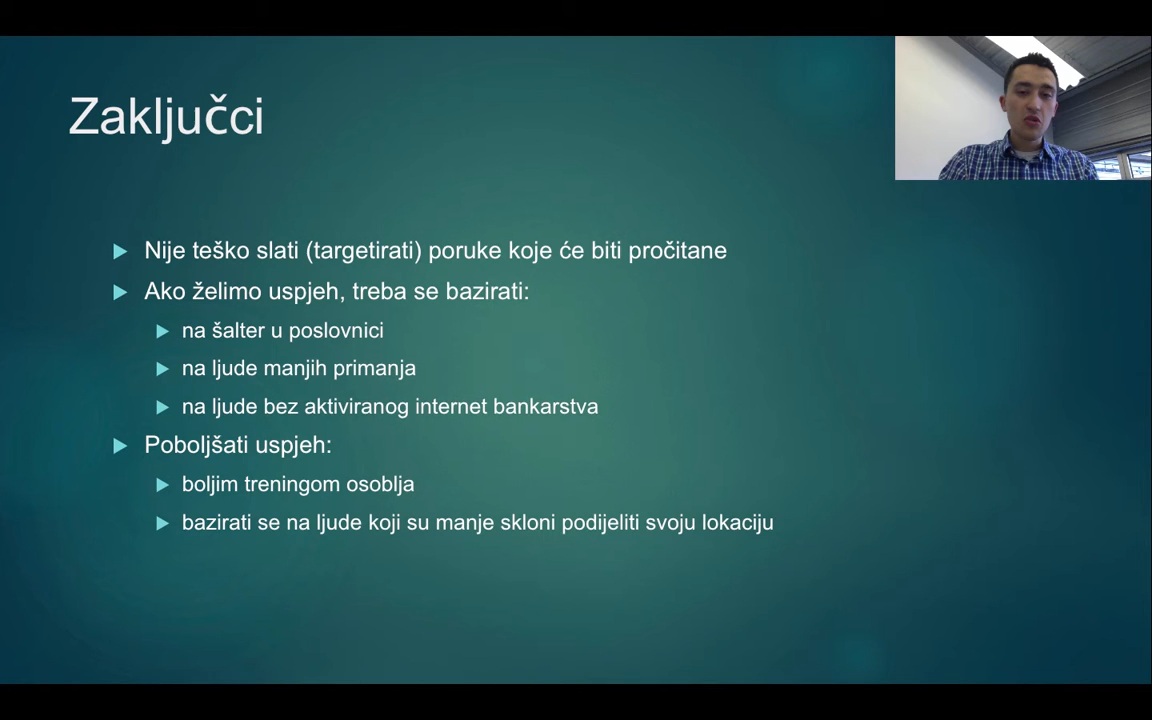 Zaključci
Nije teško slati (targetirati) poruke koje će biti pročitane
Ako želimo uspjeh, treba se bazirati:
na šalter u poslovnici
na ljude manjih primanja
na ljude bez aktiviranog internet bankarstva
Poboljšati uspjeh:
boljim treningom osoblja
bazirati se na ljude koji su manje skloni podijeliti svoju lokaciju